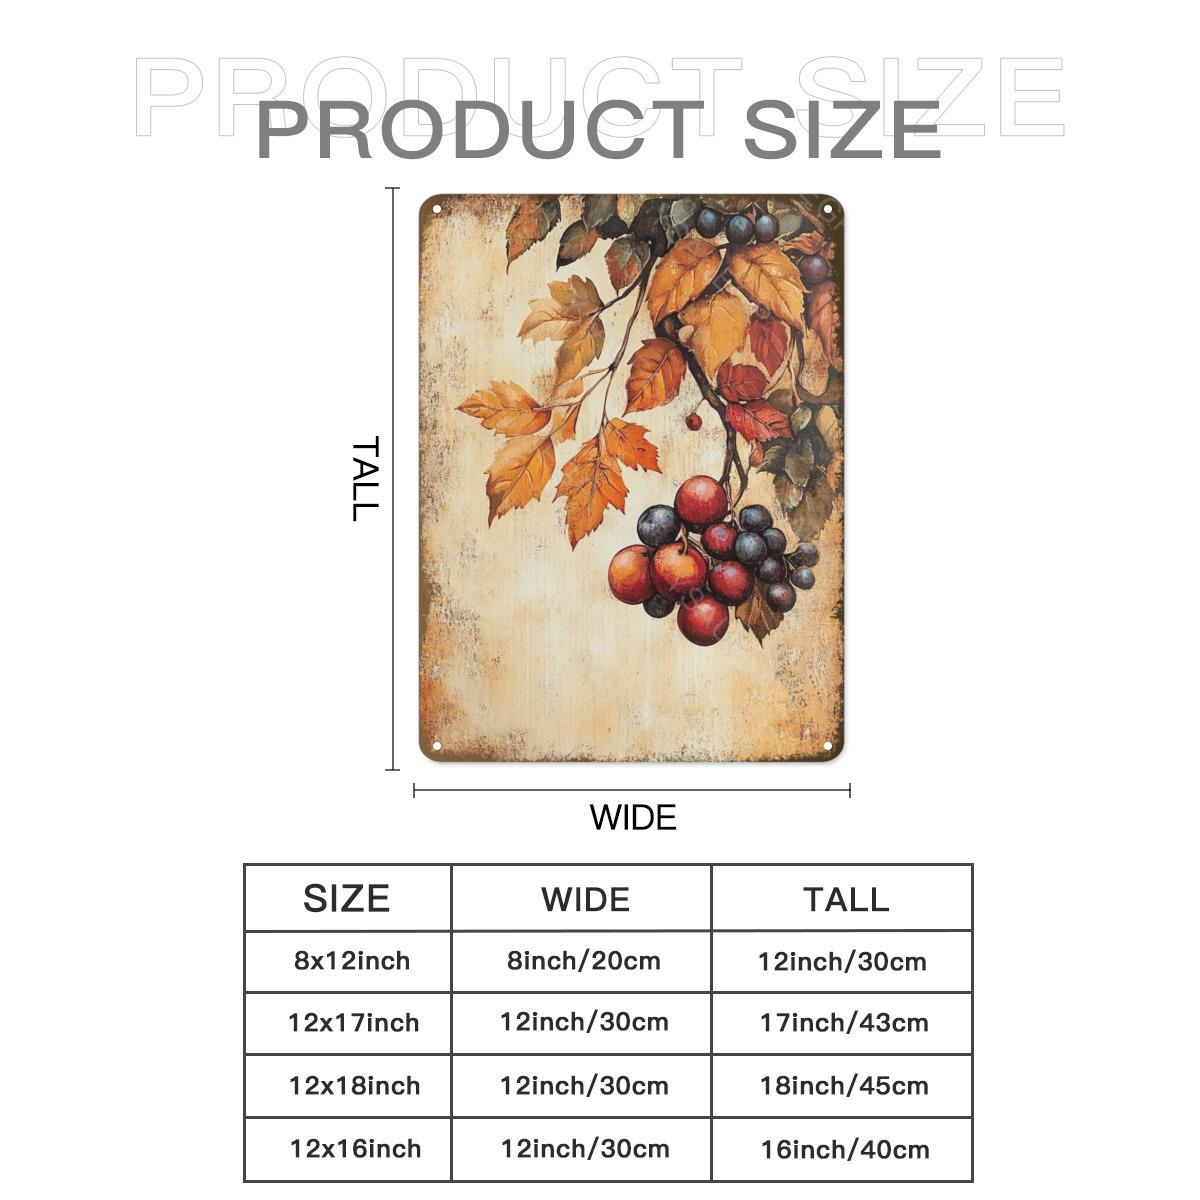 PRODUCT SIZE
PRODUCT SIZE
TALL
WIDE
SIZE WIDE TALL
8x12inch 8inch/20cm 12inch/30cm
12x17inch 12inch/30cm 17inch/43cm
12x18inch 12inch/30cm 18inch/45cm
12x16inch 12inch/30cm 16inch/40cm